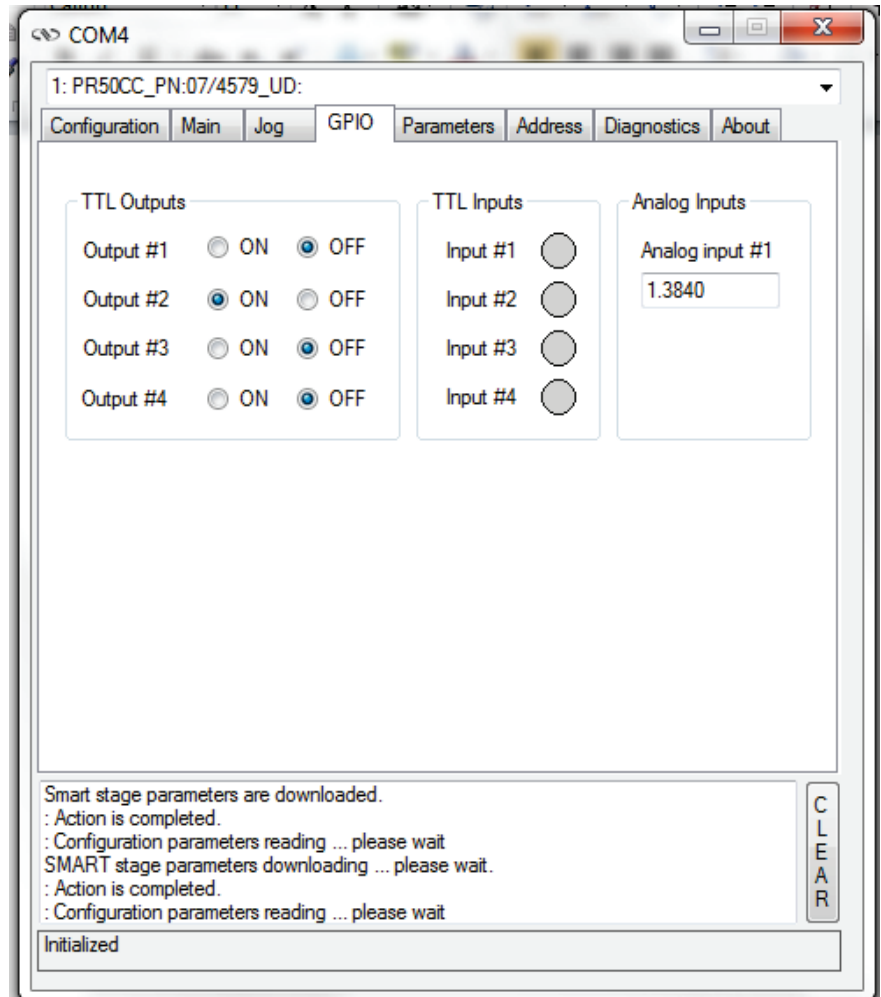 COM4
1: PR50CC_PN:07/4579_UD:
Configuration Main Jog GPIO Parameters Address Diagnostics About
TTL Outputs
Output #1 ON OFF
Output #2 ON OFF
Output #3 ON OFF
Output #4 ON OFF
TTL Inputs
Input #1
Input #2
Input #3
Input #4
Analog Inputs
Analog input #1
1.3840
Smart stage parameters are downloaded.
: Action is completed.
: Configuration parameters reading ... please wait
SMART stage parameters downloading ... please wait.
: Action is completed.
: Configuration parameters reading ... please wait
CLEAR
Initialized